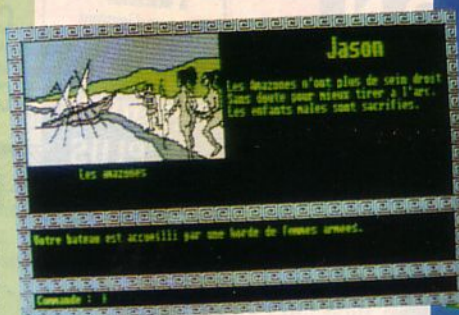 Jason
Les Amazones n'ont plus de sein droit
Sans doute pour mieux tirer a l'arc.
Les enfants males sont sacrifies.
Les amazones
Votre bateau est accueilli par une horde de femmes armees.
Commande :